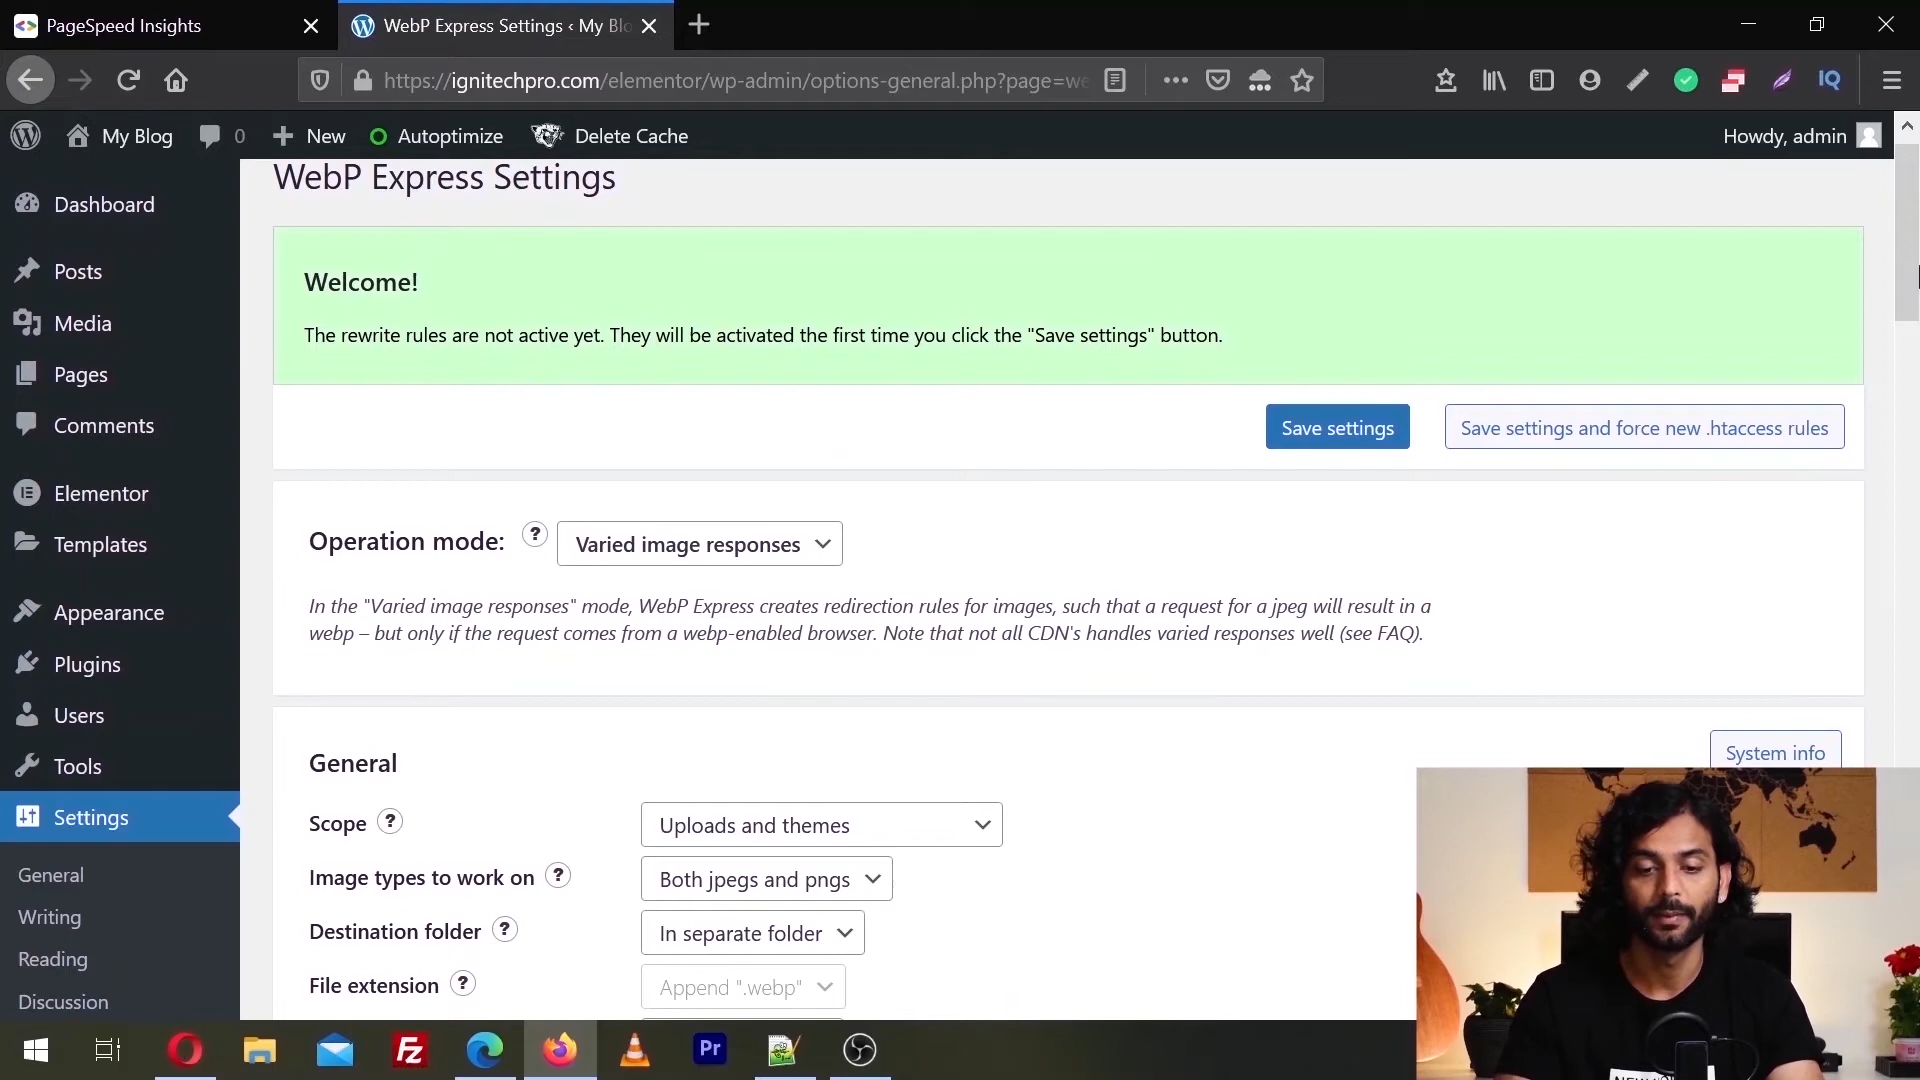 PageSpeed Insights
WebP Express Settings ‹ My Blo
https://ignitechpro.com/elementor/wp-admin/options-general.php?page=we
IQ
My Blog
0
New
Autoptimize
Delete Cache
Howdy, admin
Dashboard
Posts
Media
Pages
Comments
Elementor
Templates
Appearance
Plugins
Users
Tools
Settings
General
Writing
Reading
Discussion
WebP Express Settings
Welcome!
The rewrite rules are not active yet. They will be activated the first time you click the "Save settings" button.
Save settings
Save settings and force new .htaccess rules
Operation mode: ?
Varied image responses
In the "Varied image responses" mode, WebP Express creates redirection rules for images, such that a request for a jpeg will result in a
webp – but only if the request comes from a webp-enabled browser. Note that not all CDN's handles varied responses well (see FAQ).
General
System info
Scope ?
Uploads and themes
Image types to work on ?
Both jpegs and pngs
Destination folder ?
In separate folder
File extension ?
Append ".webp"
Fz
Pr